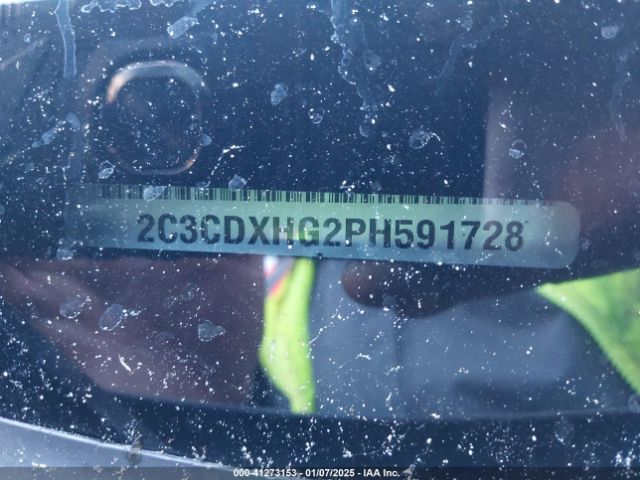 2C3CDXHG2PH591728
000-41273153 - 01/07/2025 - IAA Inc.